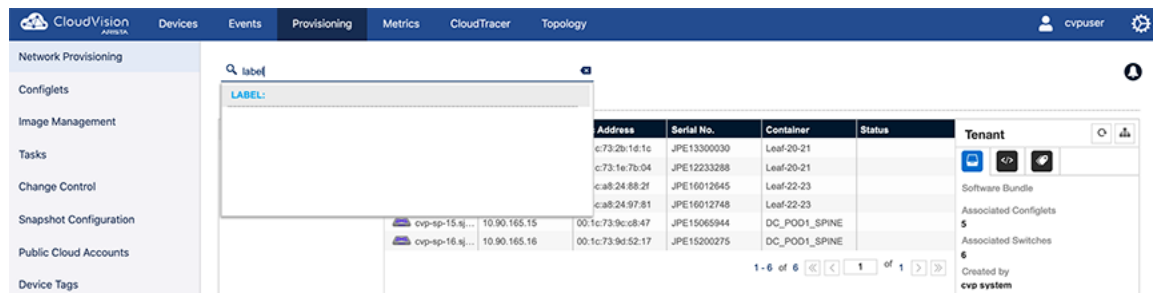 CloudVision
ARISTA
Devices Events Provisioning Metrics CloudTracer Topology cvpuser
Network Provisioning
Configlets
Image Management
Tasks
Change Control
Snapshot Configuration
Public Cloud Accounts
Device Tags
label
LABEL:
Address Serial No. Container Status
c:73:2b:1d:1c JPE13300030 Leaf-20-21
c:73:1e:7b:04 JPE12233288 Leaf-20-21
c:a8:24:88:2f JPE16012645 Leaf-22-23
c:a8:24:97:81 JPE16012748 Leaf-22-23
cvp-sp-15.sj... 10.90.165.15 00:1c:73:9c:c8:47 JPE15065944 DC_POD1_SPINE
cvp-sp-16.sj... 10.90.165.16 00:1c:73:9d:52:17 JPE15200275 DC_POD1_SPINE
1-6 of 6 1 of 1
Tenant
Software Bundle
Associated Configlets
5
Associated Switches
6
Created by
cvp system